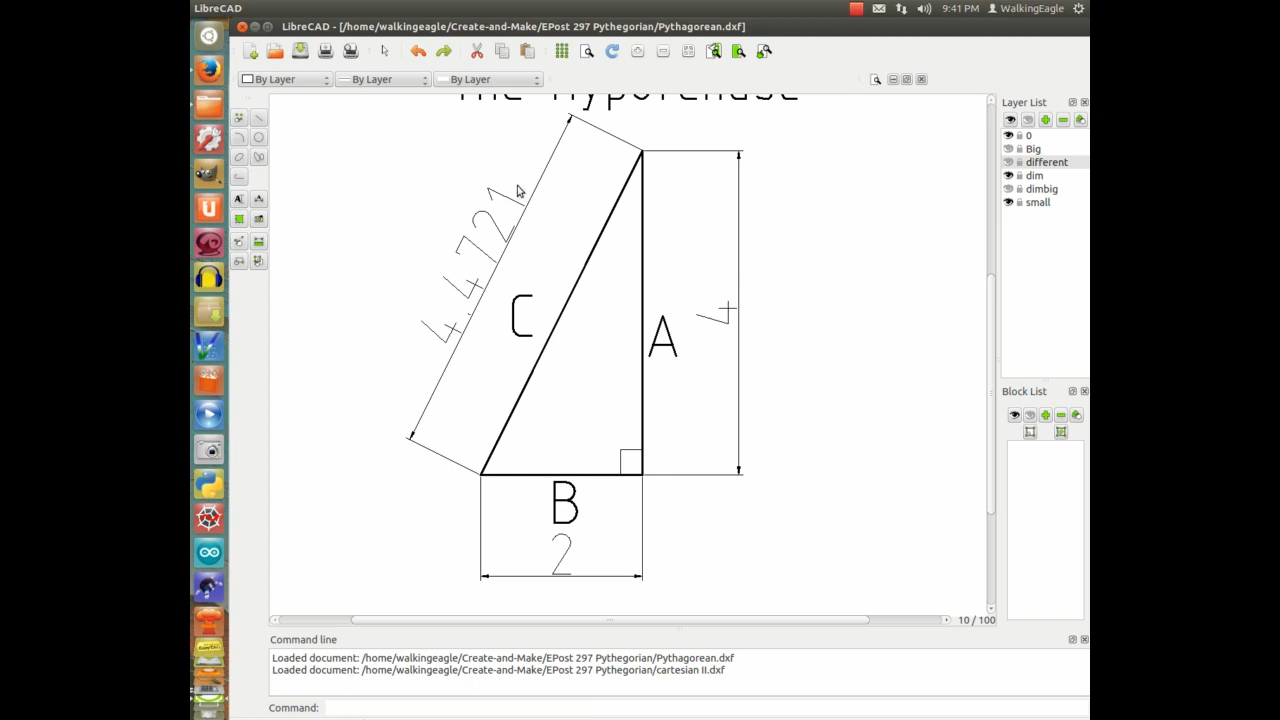 LibreCAD
9:41 PM
WalkingEagle
LibreCAD - [/home/walkingeagle/Create-and-Make/EPost 297 Pythegorian/Pythagorean.dxf]
By Layer
By Layer
By Layer
The Hypotenuse
Layer List
0
Big
different
dim
dimbig
small
4.4721
C
A
4
B
2
Block List
10 / 100
Command line
Loaded document: /home/walkingeagle/Create-and-Make/EPost 297 Pythegorian/Pythagorean.dxf
Loaded document: /home/walkingeagle/Create-and-Make/EPost 297 Pythegorian/cartesian II.dxf
Command: